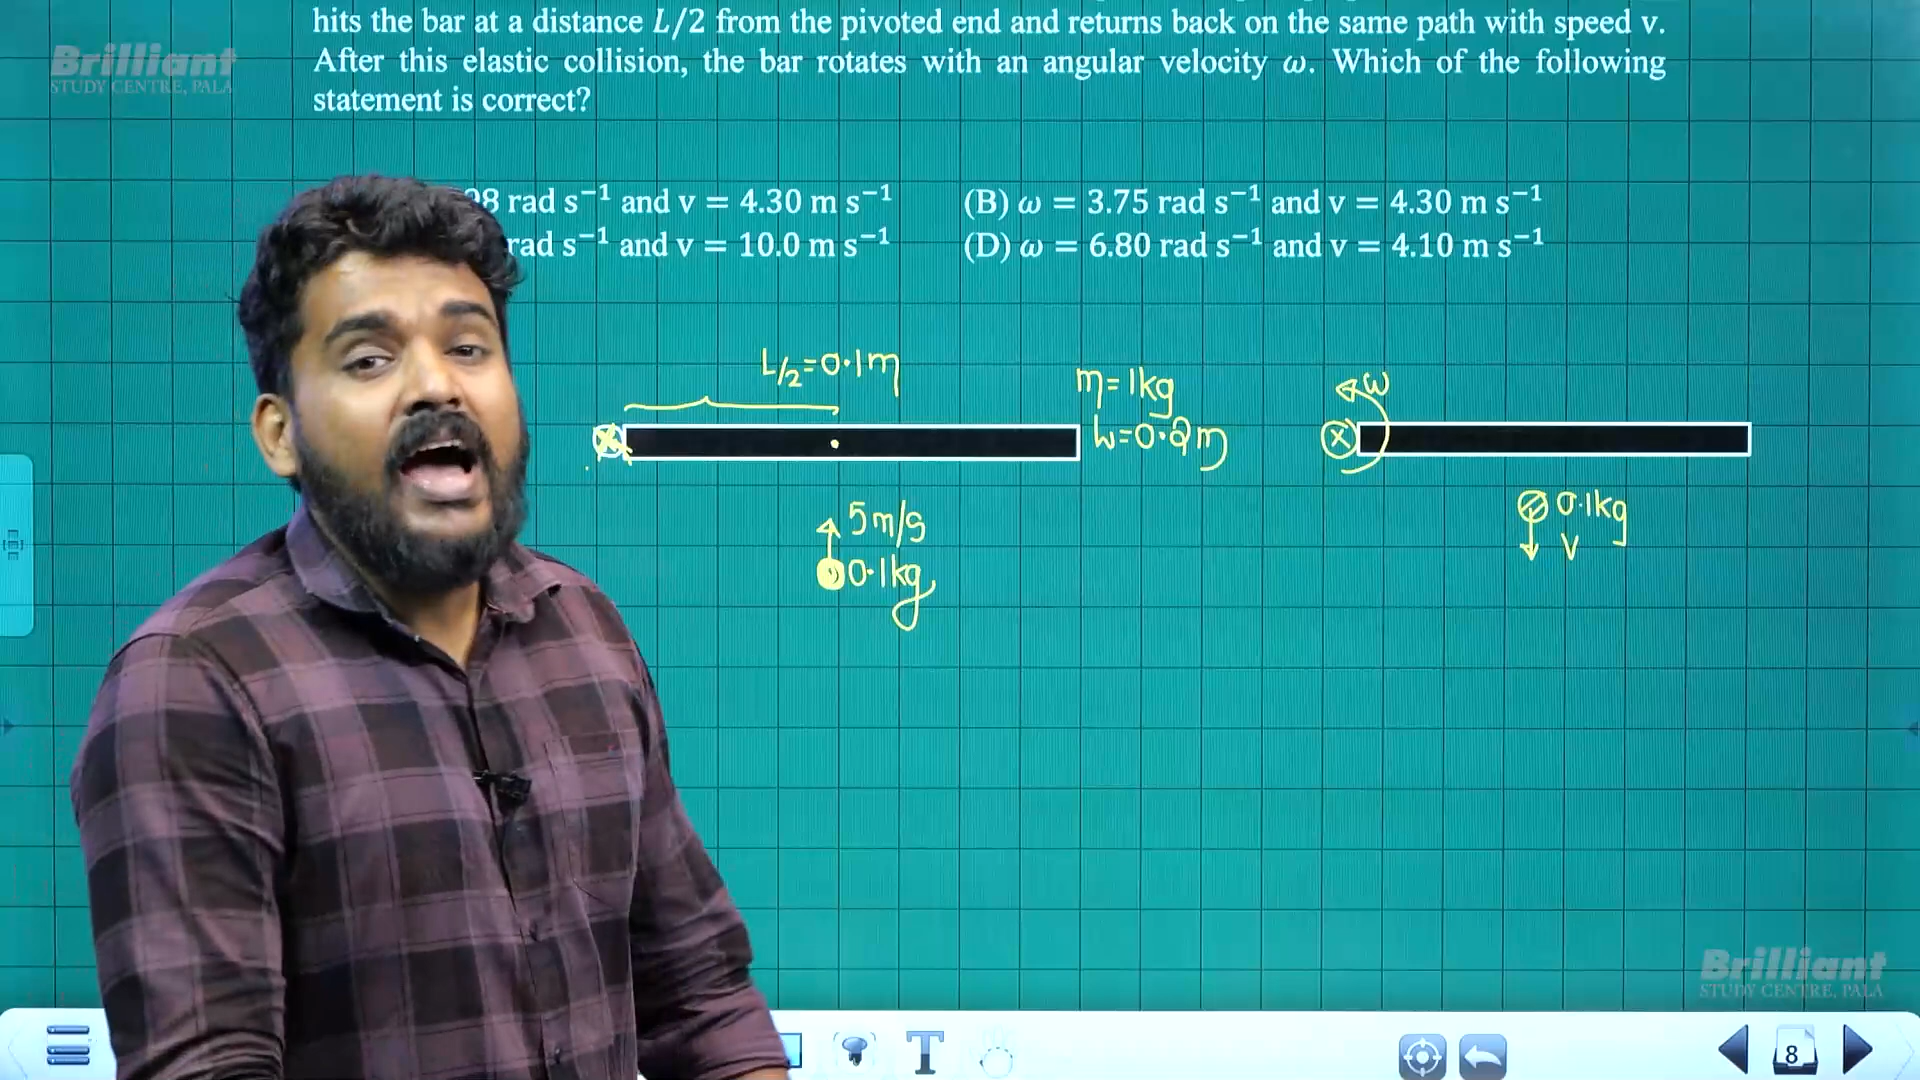 hits the bar at a distance L/2 from the pivoted end and returns back on the same path with speed v.
After this elastic collision, the bar rotates with an angular velocity ω. Which of the following
statement is correct?
Brilliant
STUDY CENTRE, PALA
98 rad s⁻¹ and v = 4.30 m s⁻¹
(B) ω = 3.75 rad s⁻¹ and v = 4.30 m s⁻¹
rad s⁻¹ and v = 10.0 m s⁻¹
(D) ω = 6.80 rad s⁻¹ and v = 4.10 m s⁻¹
L/2=0.1m
m=1kg
L=0.2m
ω
5m/s
0.1kg
0.1kg
v
Brilliant
STUDY CENTRE, PALA
T
8